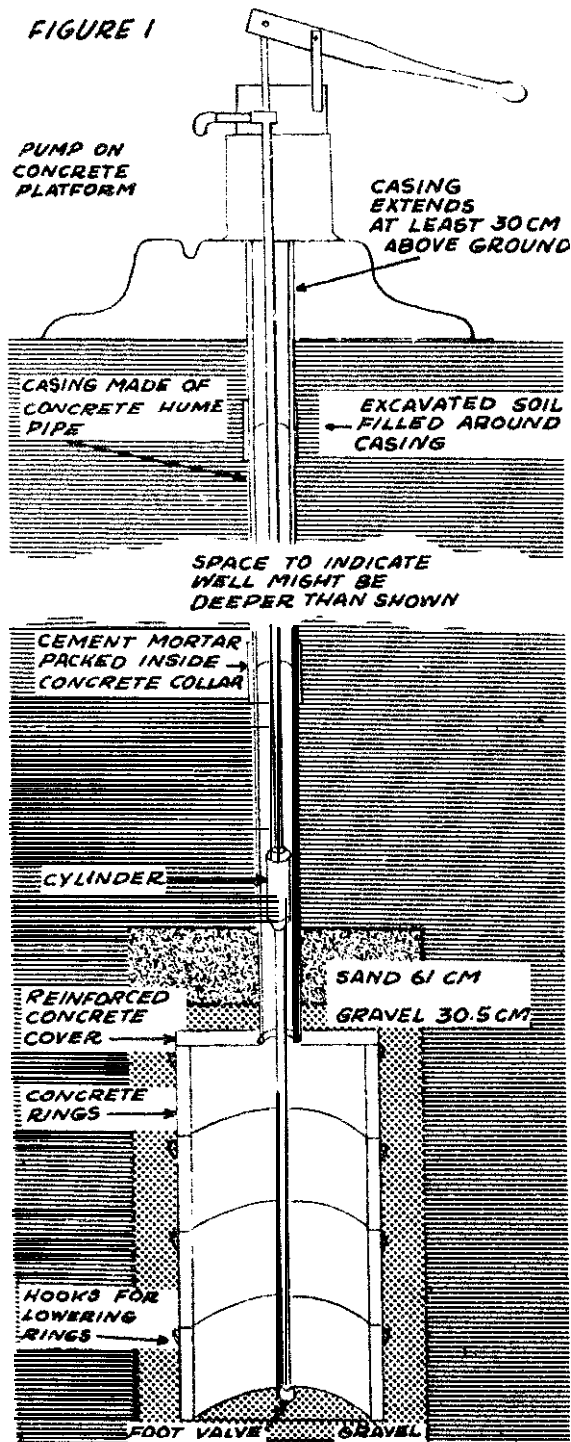 FIGURE 1
PUMP ON
CONCRETE
PLATFORM
CASING
EXTENDS
AT LEAST 30 CM
ABOVE GROUND
CASING MADE OF
CONCRETE HUME
PIPE
EXCAVATED SOIL
FILLED AROUND
CASING
SPACE TO INDICATE
WELL MIGHT BE
DEEPER THAN SHOWN
CEMENT MORTAR
PACKED INSIDE
CONCRETE COLLAR
CYLINDER
SAND 61 CM
GRAVEL 30.5CM
REINFORCED
CONCRETE
COVER
CONCRETE
RINGS
HOOKS FOR
LOWERING
RINGS
FOOT VALVE
GRAVEL